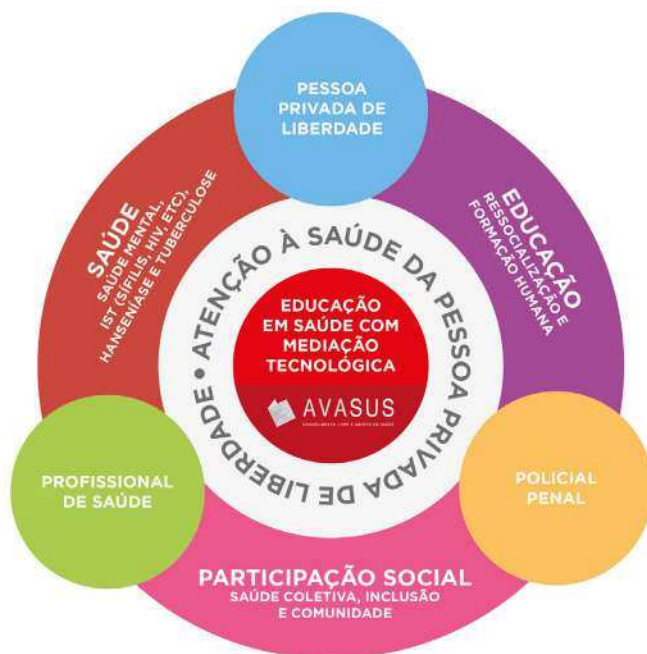 PESSOA
PRIVADA DE
LIBERDADE
SAÚDE
SAÚDE MENTAL,
IST (SÍFILIS, HIV, ETC),
HANSENÍASE E TUBERCULOSE
EDUCAÇÃO
RESSOCIALIZAÇÃO E
FORMAÇÃO HUMANA
ATENÇÃO À SAÚDE DA PESSOA PRIVADA DE LIBERDADE •
EDUCAÇÃO
EM SAÚDE COM
MEDIAÇÃO
TECNOLÓGICA
AVASUS
PROFISSIONAL
DE SAÚDE
POLICIAL
PENAL
PARTICIPAÇÃO SOCIAL
SAÚDE COLETIVA, INCLUSÃO
E COMUNIDADE